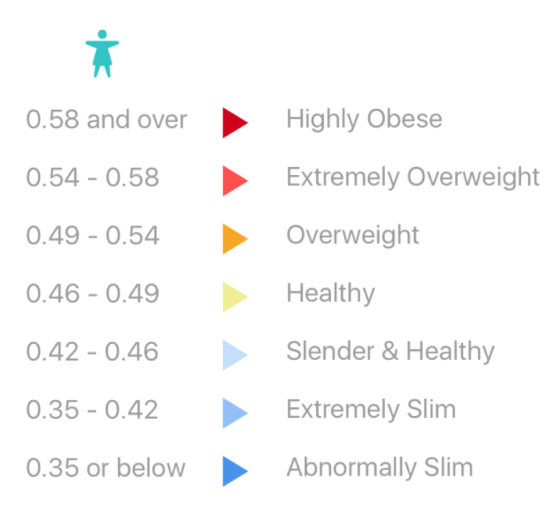 0.58 and over Highly Obese
0.54 - 0.58 Extremely Overweight
0.49 - 0.54 Overweight
0.46 - 0.49 Healthy
0.42 - 0.46 Slender & Healthy
0.35 - 0.42 Extremely Slim
0.35 or below Abnormally Slim